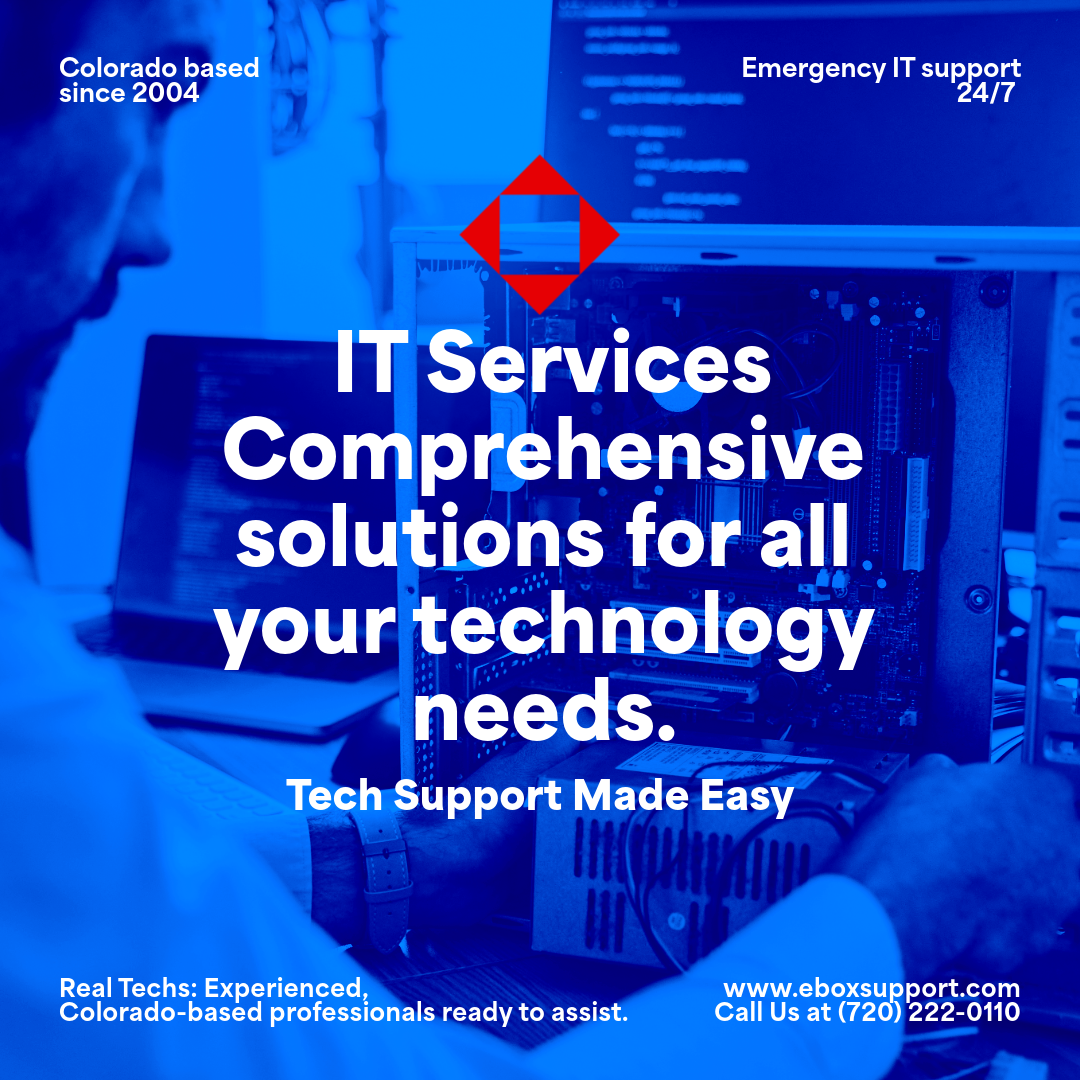 Colorado based
since 2004
Emergency IT support
24/7
IT Services
Comprehensive
solutions for all
your technology
needs.
Tech Support Made Easy
Real Techs: Experienced,
Colorado-based professionals ready to assist.
www.eboxsupport.com
Call Us at (720) 222-0110